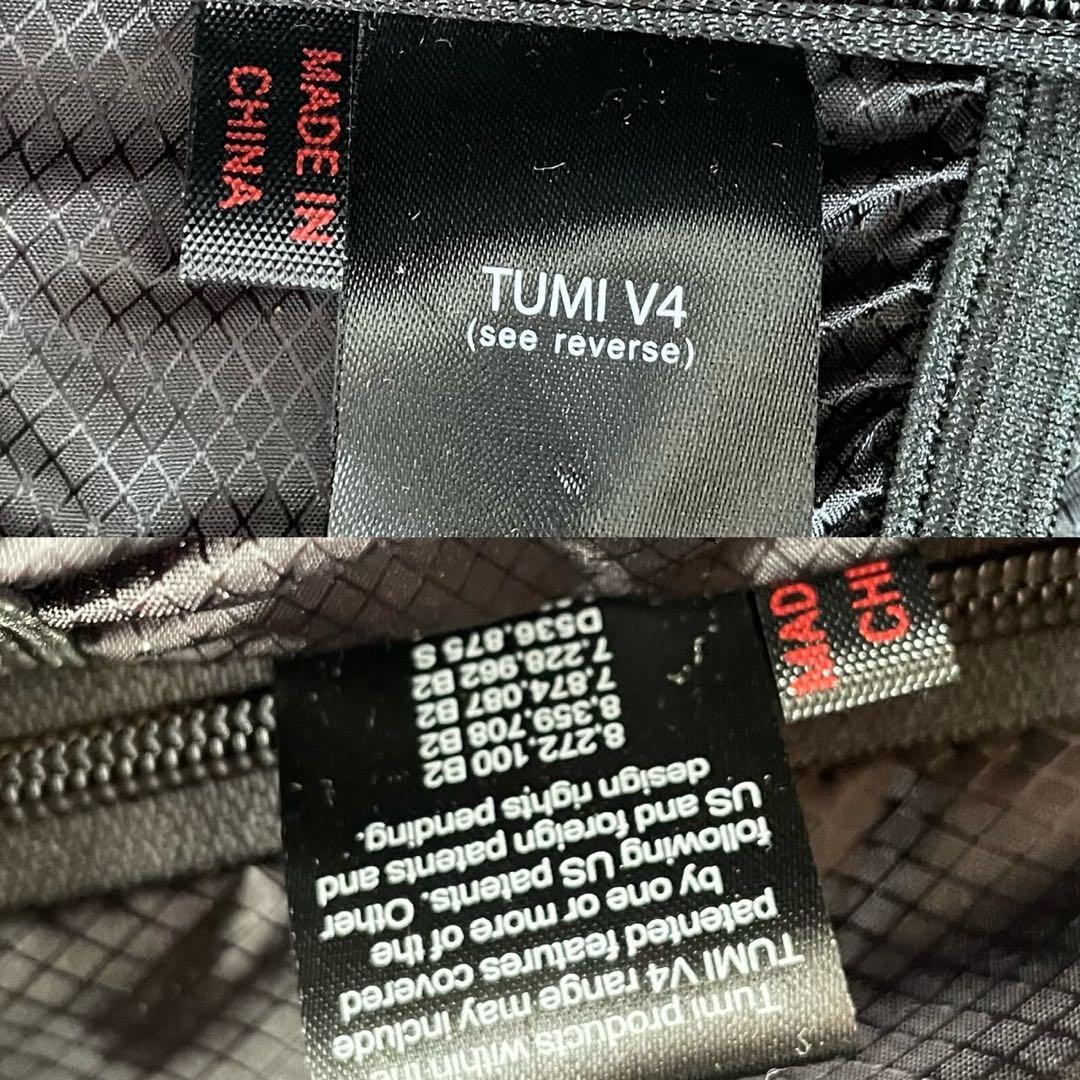 MADE IN
CHINA
TUMI V4
(see reverse)
MAD
CHI
Tumi products within the
TUMI V4 range may include
patented features covered
by one or more of the
following US patents. Other
US and foreign patents and
design rights pending.
8.272.100 B2
8.359.708 B2
7.874.087 B2
7.228.962 B2
D536.875 S